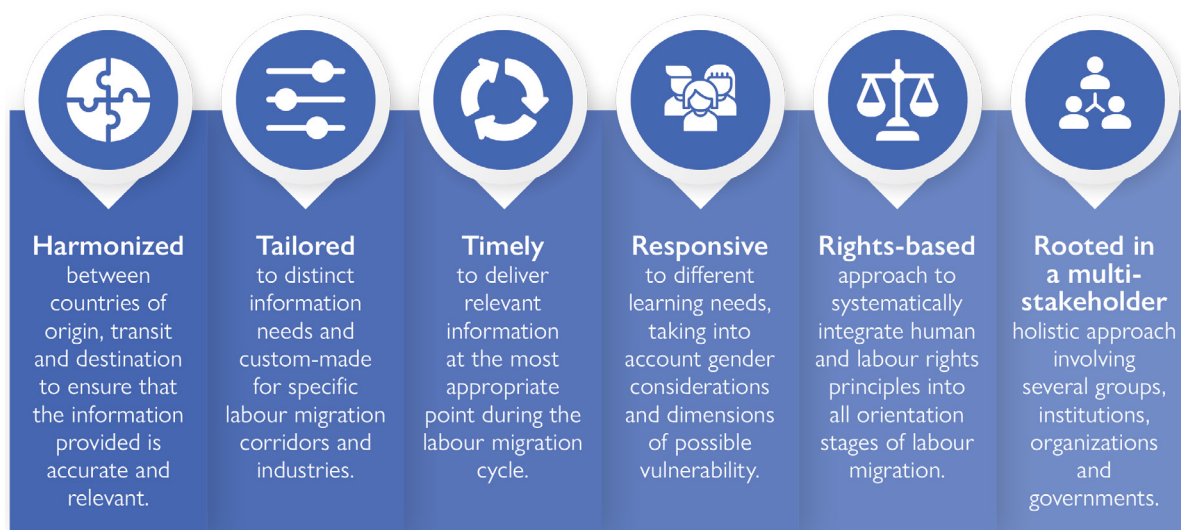 Harmonized
between
countries of
origin, transit
and destination
to ensure that
the information
provided is
accurate and
relevant.
Tailored
to distinct
information
needs and
custom-made
for specific
labour migration
corridors and
industries.
Timely
to deliver
relevant
information
at the most
appropriate
point during the
labour migration
cycle.
Responsive
to different
learning needs,
taking into
account gender
considerations
and dimensions
of possible
vulnerability.
Rights-based
approach to
systematically
integrate human
and labour rights
principles into
all orientation
stages of labour
migration.
Rooted in
a multi-
stakeholder
holistic approach
involving
several groups,
institutions,
organizations
and
governments.